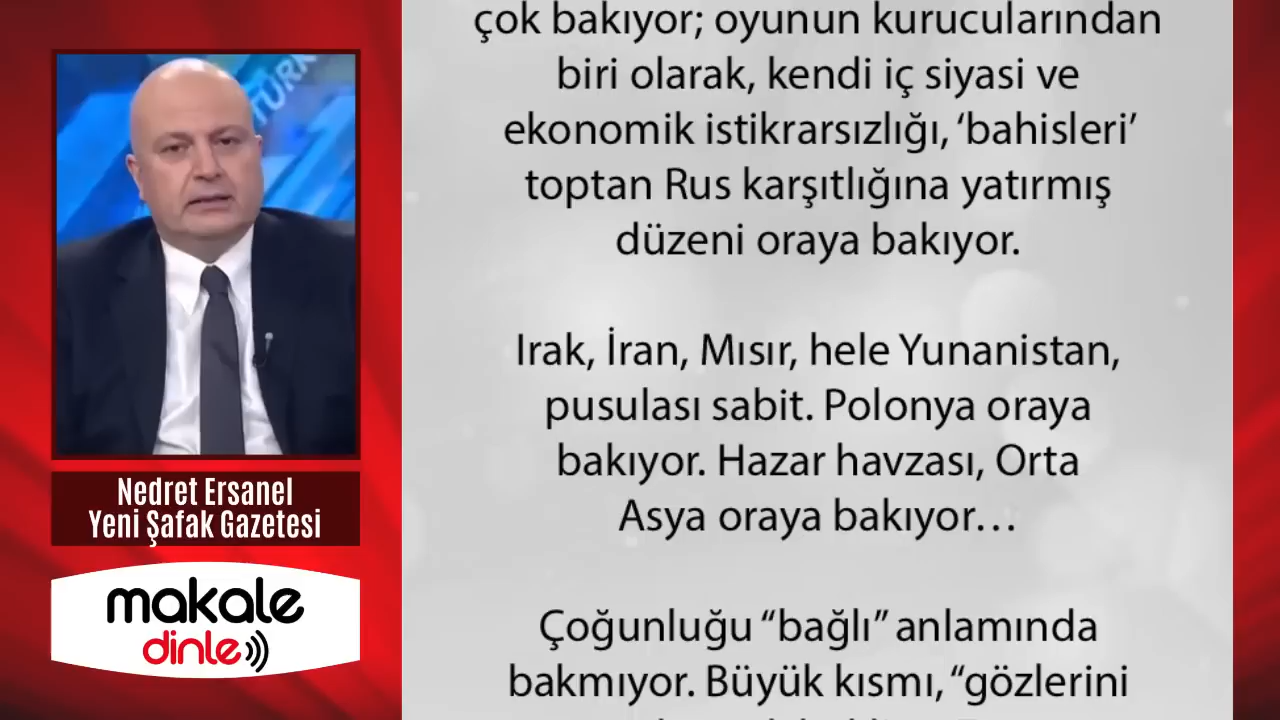 TÜRK
Nedret Ersanel
Yeni Şafak Gazetesi
makale
dinle
çok bakıyor; oyunun kurucularından
biri olarak, kendi iç siyasi ve
ekonomik istikrarsızlığı, ‘bahisleri’
toptan Rus karşıtlığına yatırmış
düzeni oraya bakıyor.
Irak, İran, Mısır, hele Yunanistan,
pusulası sabit. Polonya oraya
bakıyor. Hazar havzası, Orta
Asya oraya bakıyor…
Çoğunluğu “bağlı” anlamında
bakmıyor. Büyük kısmı, “gözlerini